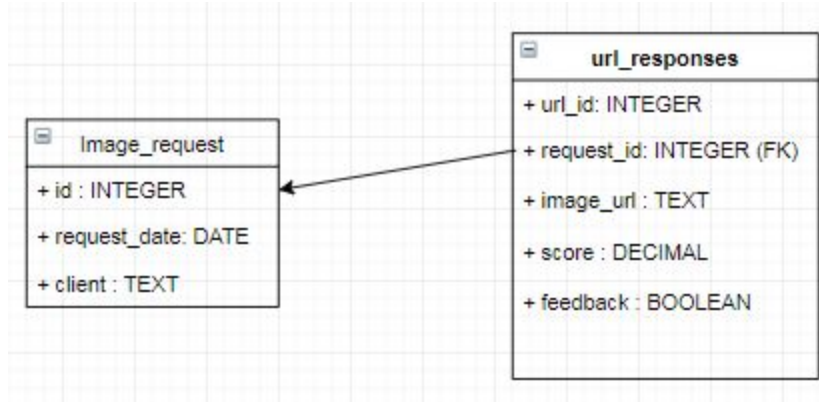 Image_request
+ id : INTEGER
+ request_date: DATE
+ client : TEXT
url_responses
+ url_id: INTEGER
+ request_id: INTEGER (FK)
+ image_url : TEXT
+ score : DECIMAL
+ feedback : BOOLEAN